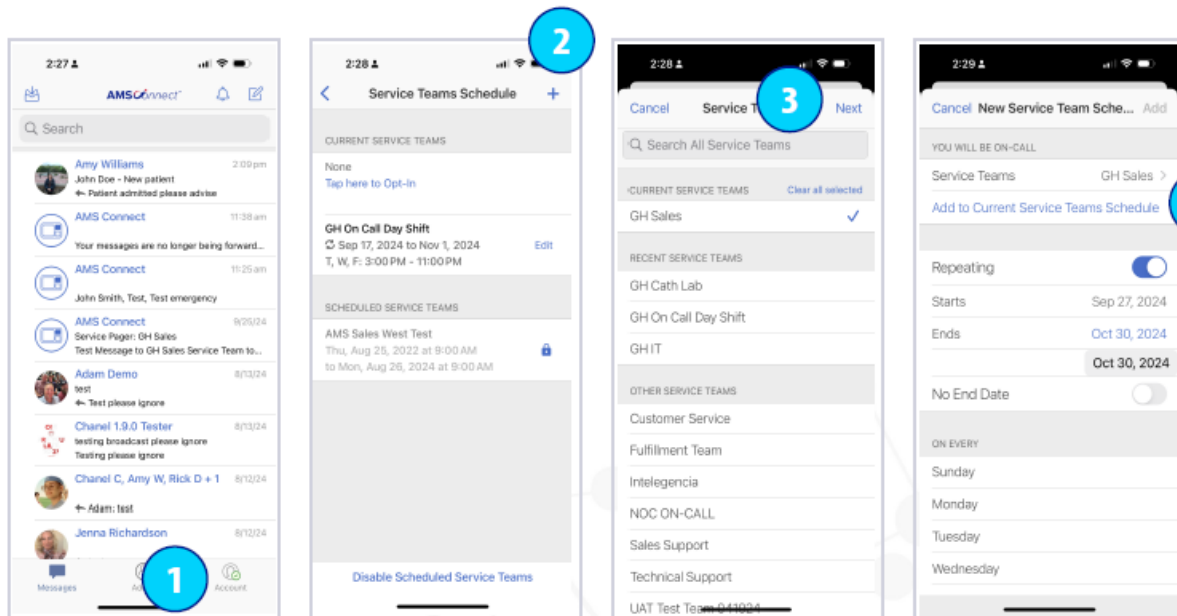 2
2:27
AMSConnect
Search
Amy Williams 2:09 pm
John Doe - New patient
Patient admitted please advise
AMS Connect 11:38 am
Your messages are no longer being forward...
AMS Connect 11:25 am
John Smith, Test, Test emergency
AMS Connect 9/25/24
Service Pager: GH Sales
Test Message to GH Sales Service Team to...
Adam Demo 8/13/24
test
Test please ignore
Chanel 1.9.0 Tester 8/13/24
testing broadcast please ignore
Testing please ignore
Chanel C, Amy W, Rick D + 1 8/12/24
Adam: test
Jenna Richardson 8/12/24
Messages
1
Account
2:28
Service Teams Schedule +
CURRENT SERVICE TEAMS
None
Tap here to Opt-In
GH On Call Day Shift
Sep 17, 2024 to Nov 1, 2024 Edit
T, W, F: 3:00 PM - 11:00 PM
SCHEDULED SERVICE TEAMS
AMS Sales West Test
Thu, Aug 25, 2022 at 9:00 AM
to Mon, Aug 26, 2024 at 9:00 AM
Disable Scheduled Service Teams
2:28
3
Cancel Service T Next
Search All Service Teams
CURRENT SERVICE TEAMS Clear all selected
GH Sales
RECENT SERVICE TEAMS
GH Cath Lab
GH On Call Day Shift
GH IT
OTHER SERVICE TEAMS
Customer Service
Fulfillment Team
Intelegencia
NOC ON-CALL
Sales Support
Technical Support
UAT Test Team 041024
2:29
Cancel New Service Team Sche... Add
YOU WILL BE ON-CALL
Service Teams GH Sales >
Add to Current Service Teams Schedule
Repeating
Starts Sep 27, 2024
Ends Oct 30, 2024
Oct 30, 2024
No End Date
ON EVERY
Sunday
Monday
Tuesday
Wednesday